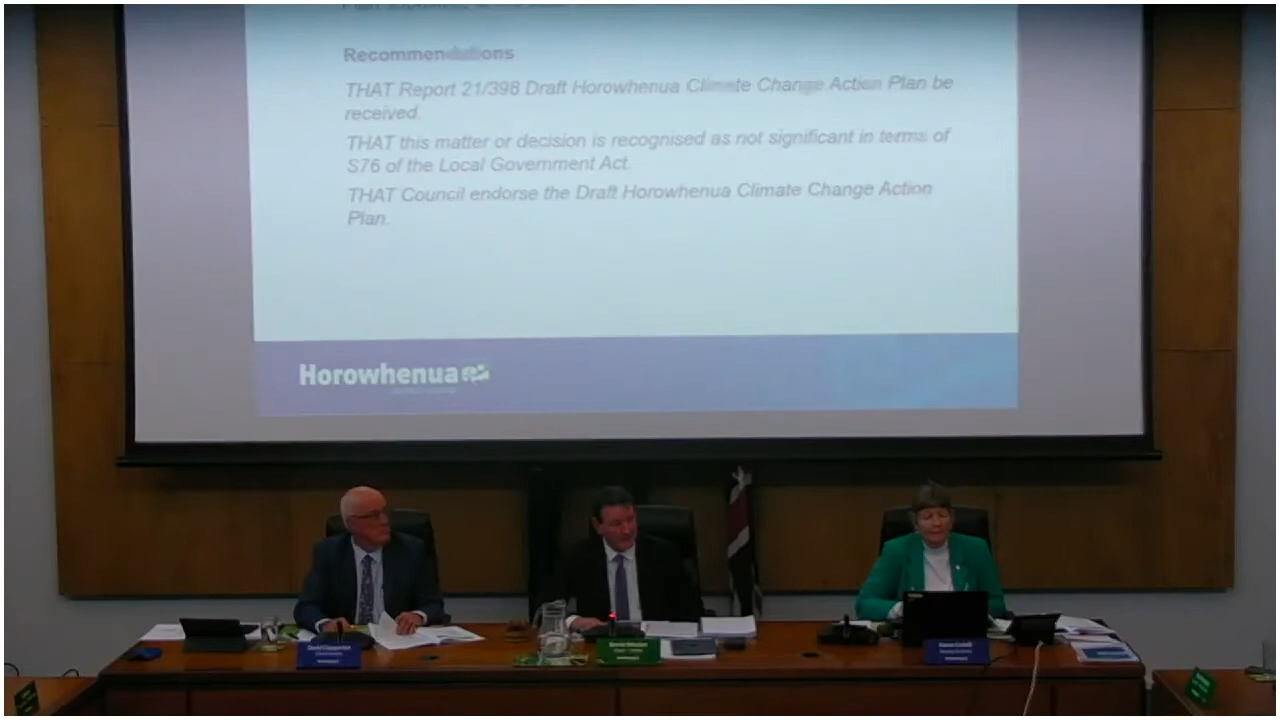 Recommendations
THAT Report 21/398 Draft Horowhenua Climate Change Action Plan be
received.
THAT this matter or decision is recognised as not significant in terms of
S76 of the Local Government Act.
THAT Council endorse the Draft Horowhenua Climate Change Action
Plan.
Horowhenua
David Clapperton